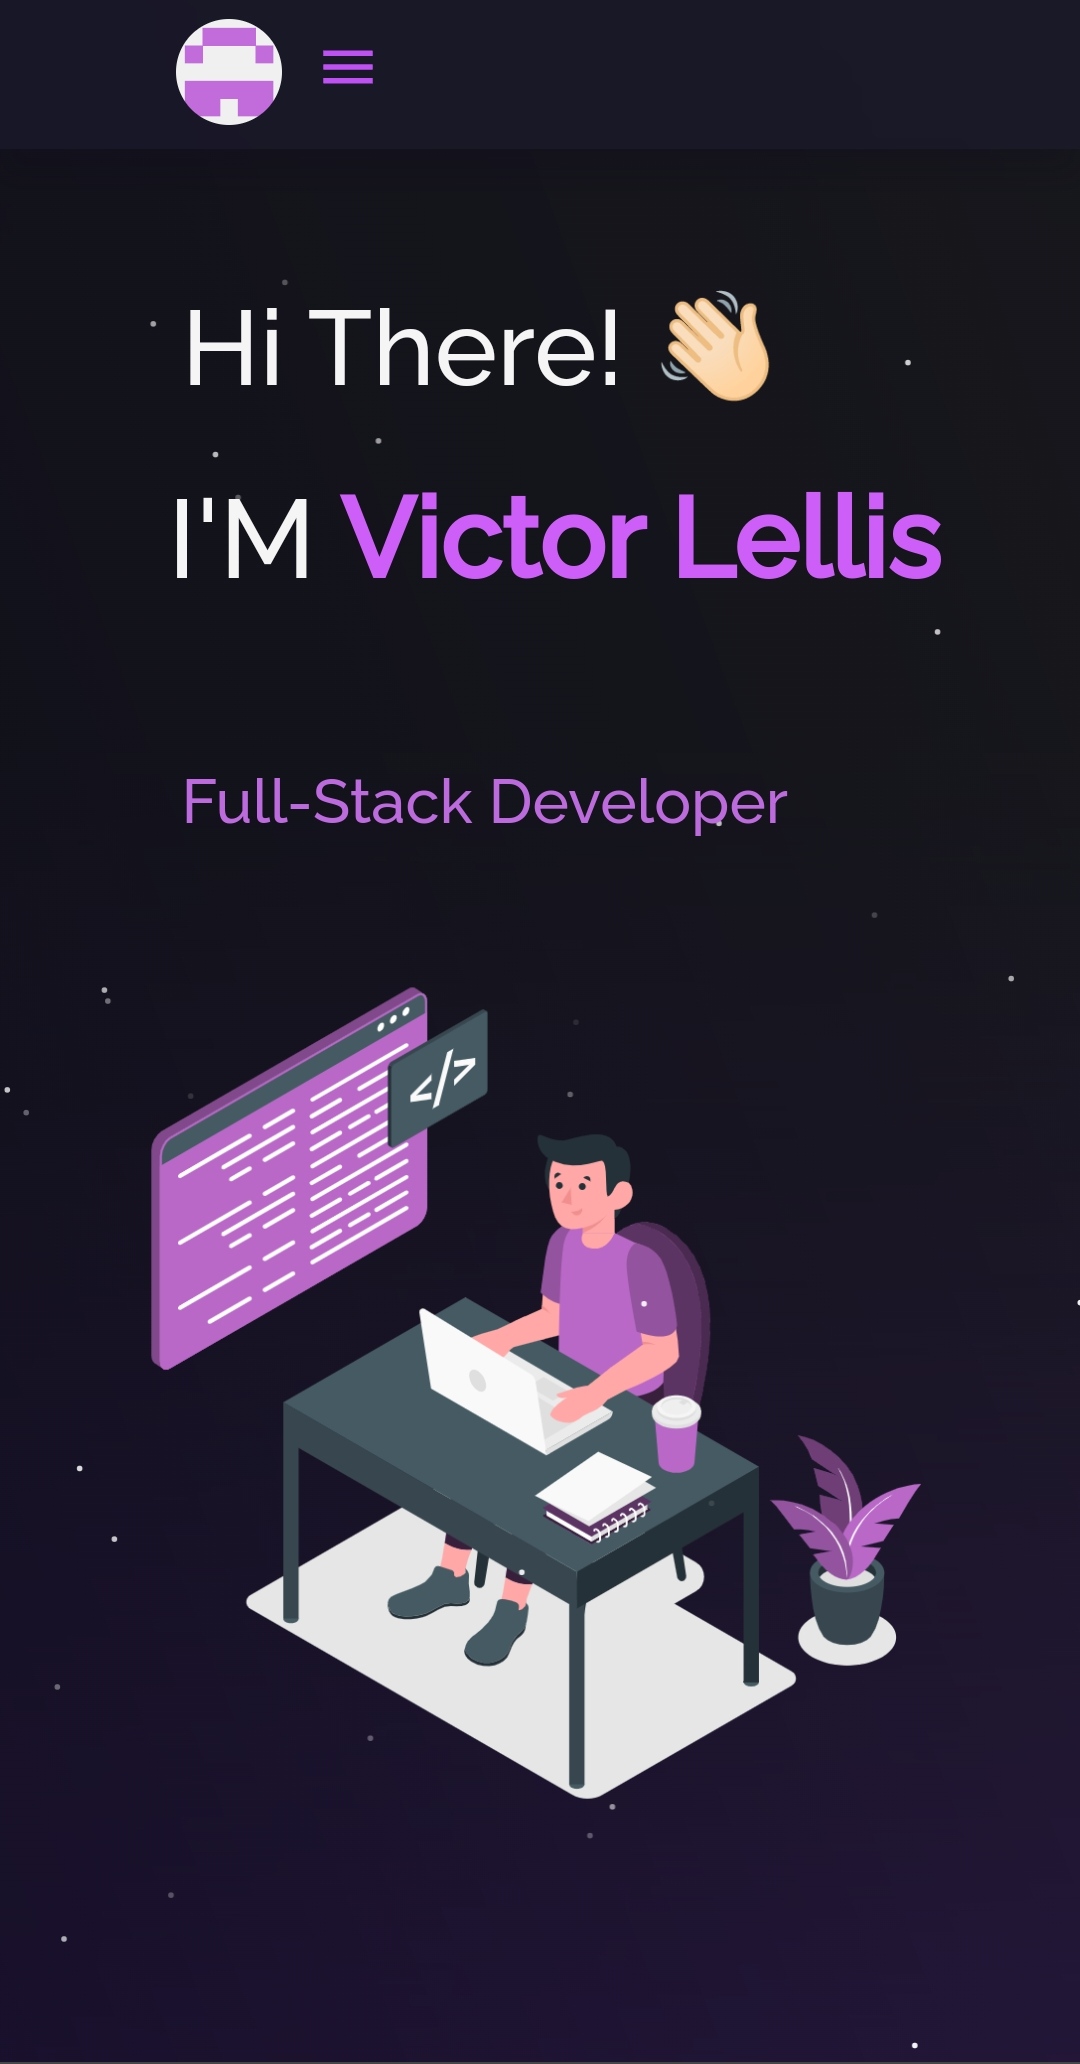 Hi There! 👋🏻
I'M Victor Lellis
Full-Stack Developer
</>